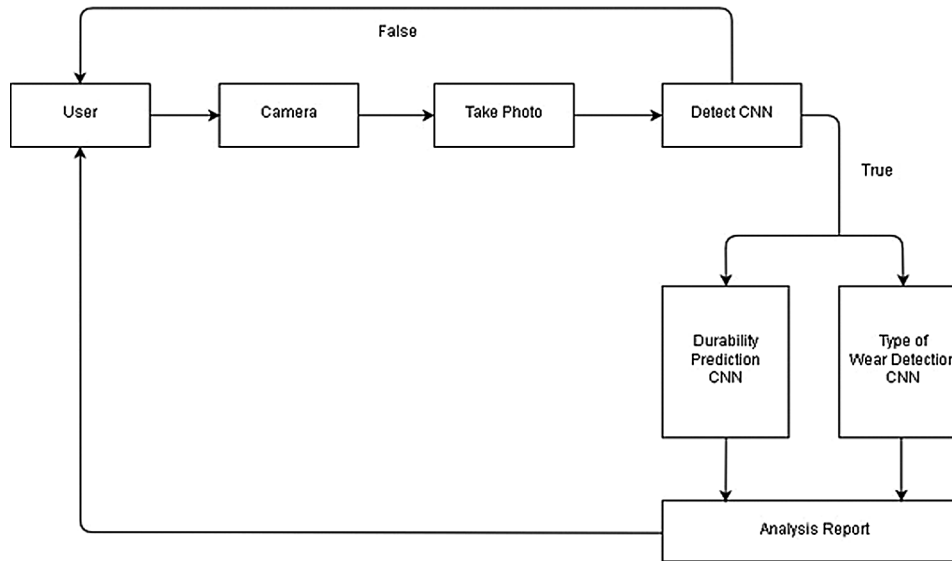 False
User
Camera
Take Photo
Detect CNN
True
Durability
Prediction
CNN
Type of
Wear Detection
CNN
Analysis Report